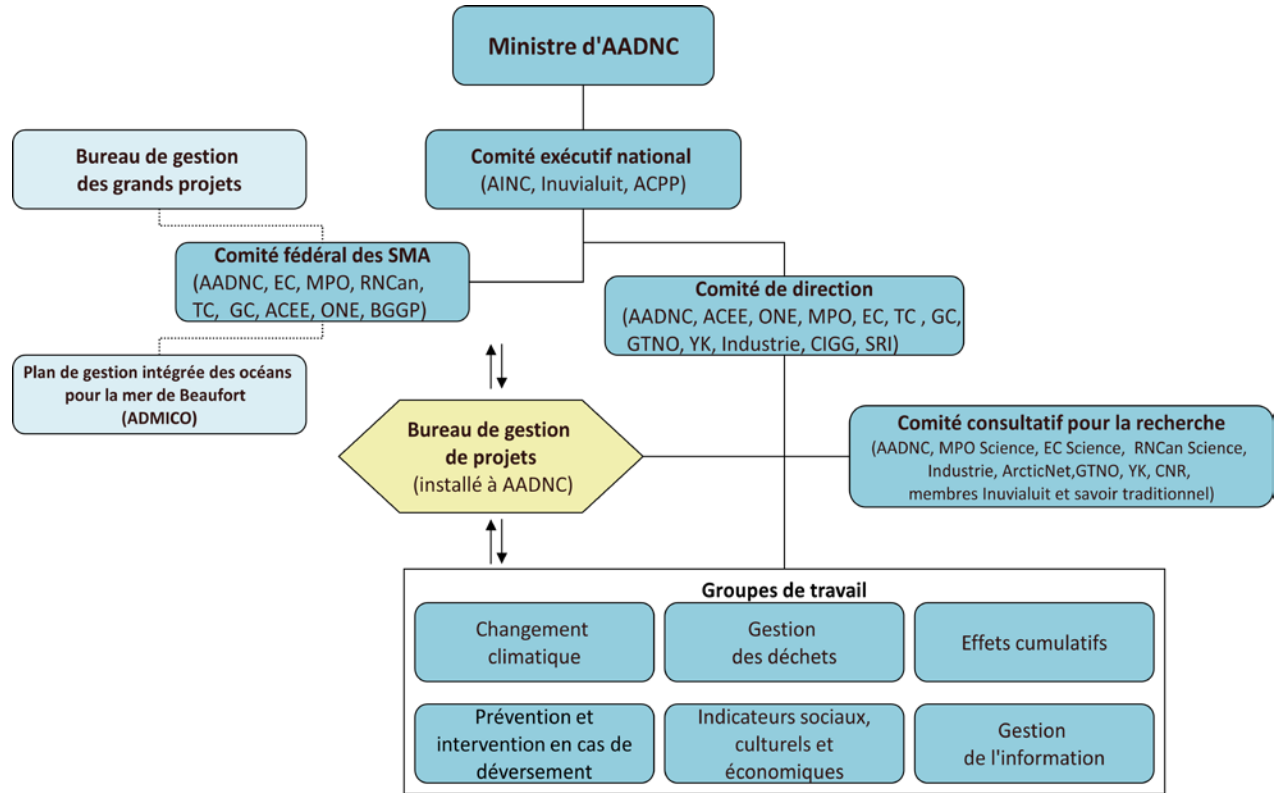 Ministre d'AADNC
Comité exécutif national
(AINC, Inuvialuit, ACPP)
Bureau de gestion
des grands projets
Comité fédéral des SMA
(AADNC, EC, MPO, RNCan,
TC, GC, ACEE, ONE, BGGP)
Comité de direction
(AADNC, ACEE, ONE, MPO, EC, TC , GC,
GTNO, YK, Industrie, CIGG, SRI)
Plan de gestion intégrée des océans
pour la mer de Beaufort
(ADMICO)
Bureau de gestion
de projets
(installé à AADNC)
Comité consultatif pour la recherche
(AADNC, MPO Science, EC Science, RNCan Science,
Industrie, ArcticNet,GTNO, YK, CNR,
membres Inuvialuit et savoir traditionnel)
Groupes de travail
Changement
climatique
Gestion
des déchets
Effets cumulatifs
Prévention et
intervention en cas de
déversement
Indicateurs sociaux,
culturels et
économiques
Gestion
de l'information